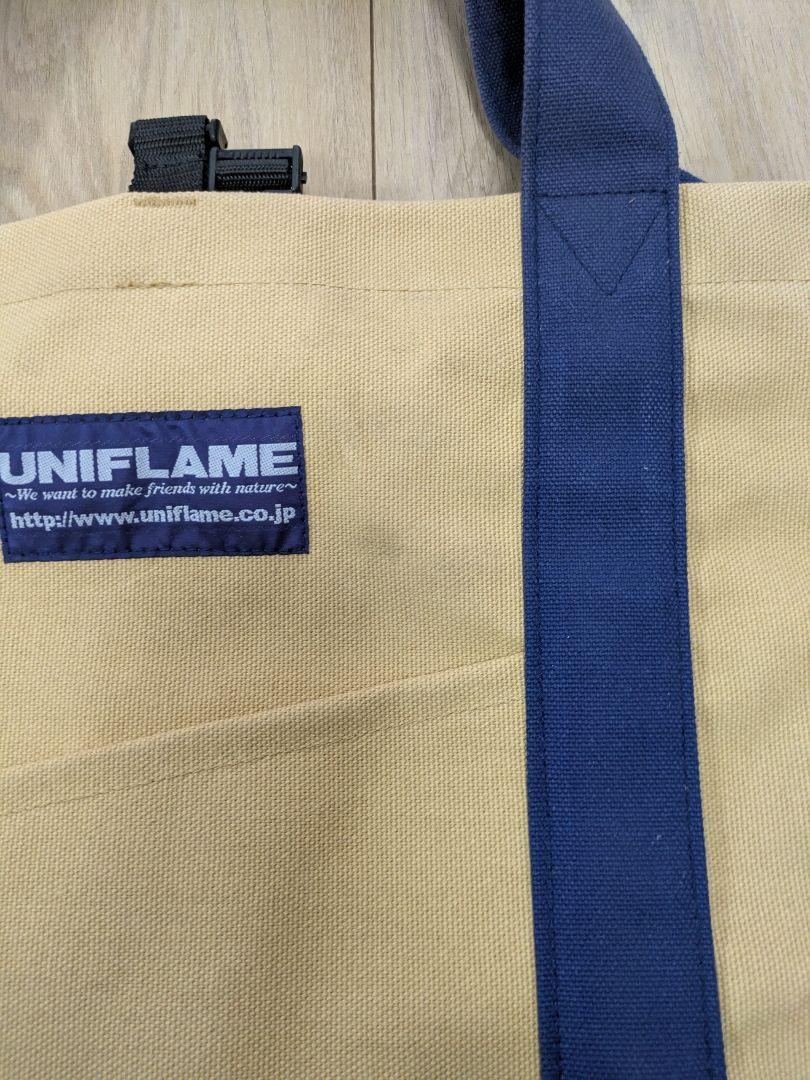 UNIFLAME
~We want to make friends with nature~
http://www.uniflame.co.jp